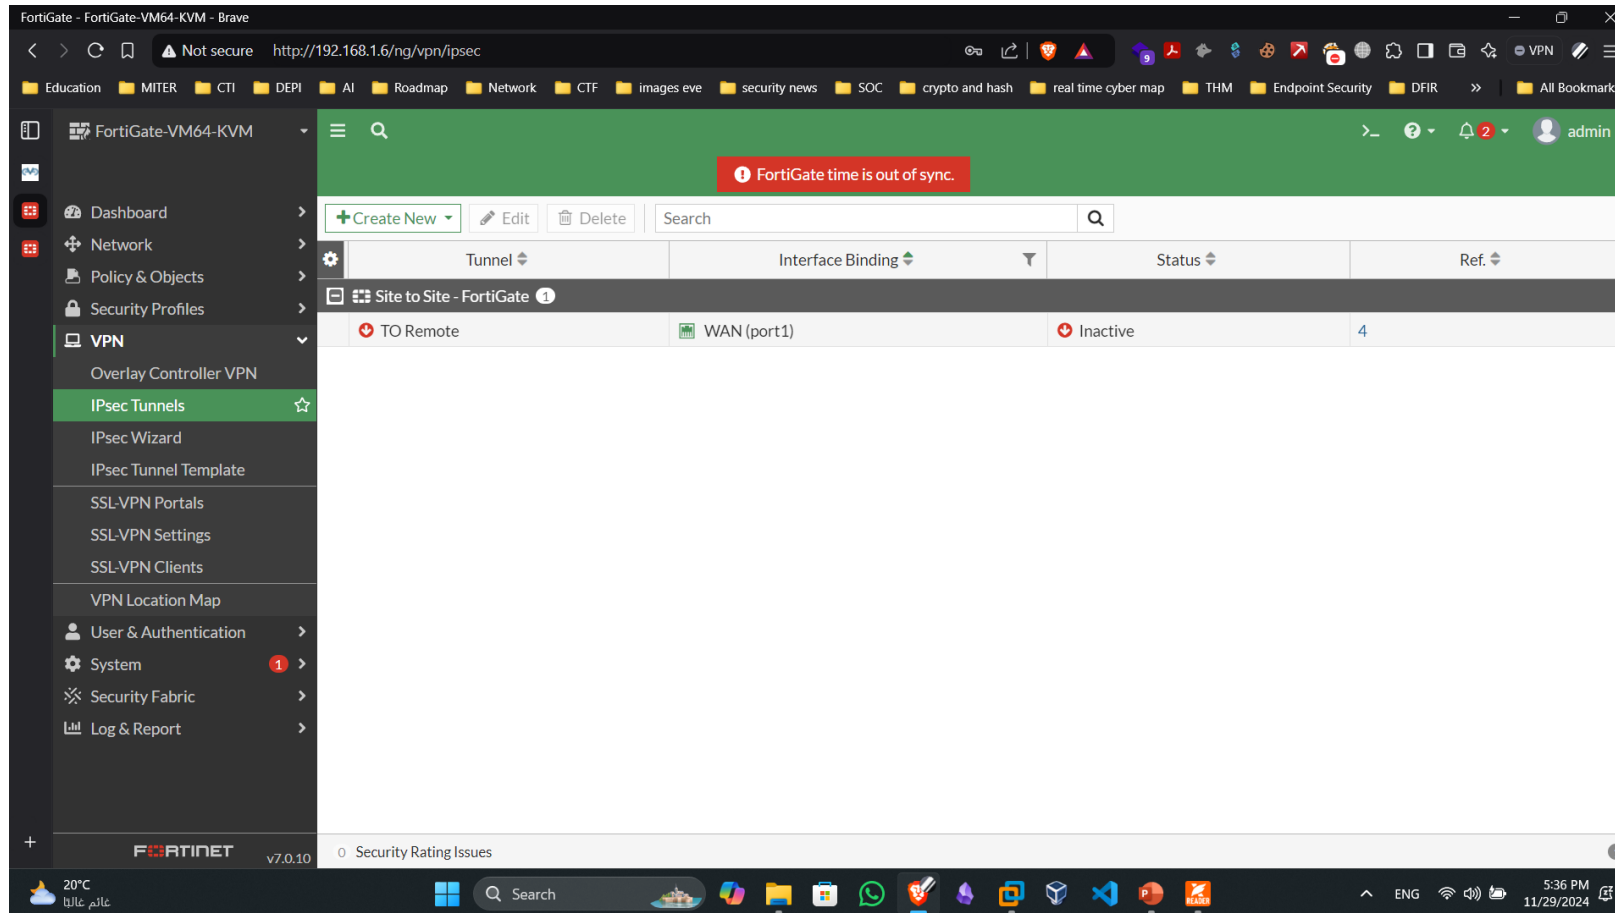 FortiGate - FortiGate-VM64-KVM - Brave
Not secure http://192.168.1.6/ng/vpn/ipsec
9
VPN
Education MITER CTI DEPI AI Roadmap Network CTF images eve security news SOC crypto and hash real time cyber map THM Endpoint Security DFIR » All Bookmark
FortiGate-VM64-KVM
>_ ? 2 admin
FortiGate time is out of sync.
Dashboard
Network
Policy & Objects
Security Profiles
VPN
Overlay Controller VPN
IPsec Tunnels
IPsec Wizard
IPsec Tunnel Template
SSL-VPN Portals
SSL-VPN Settings
SSL-VPN Clients
VPN Location Map
User & Authentication
System 1
Security Fabric
Log & Report
FORTINET v7.0.10
+ Create New Edit Delete Search
Tunnel Interface Binding Status Ref.
Site to Site - FortiGate 1
TO Remote WAN (port1) Inactive 4
0 Security Rating Issues
20°C
غائم غالبًا
Search
READER
ENG
5:36 PM
11/29/2024